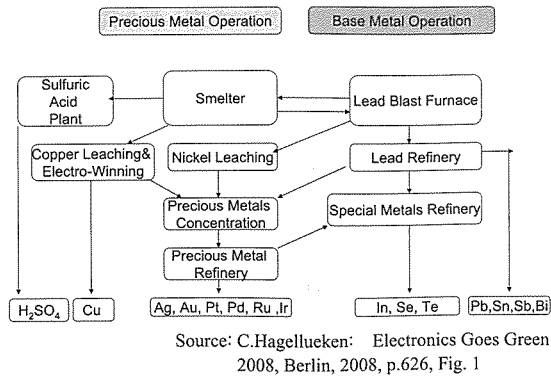 Precious Metal Operation
Base Metal Operation
Sulfuric
Acid
Plant
Smelter
Lead Blast Furnace
Copper Leaching&
Electro-Winning
Nickel Leaching
Lead Refinery
Precious Metals
Concentration
Special Metals Refinery
Precious Metal
Refinery
H₂SO₄
Cu
Ag, Au, Pt, Pd, Ru ,Ir
In, Se, Te
Pb,Sn,Sb,Bi
Source: C.Hagellueken: Electronics Goes Green
2008, Berlin, 2008, p.626, Fig. 1